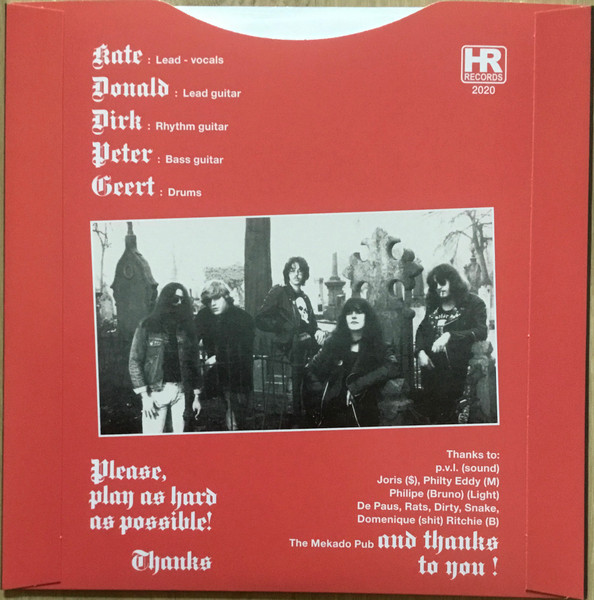 Kate : Lead - vocals
Donald : Lead guitar
Dirk : Rhythm guitar
Peter : Bass guitar
Geert : Drums
HR
RECORDS
2020
Please,
play as hard
as possible!
Thanks
Thanks to:
p.v.l. (sound)
Joris ($), Philty Eddy (M)
Philipe (Bruno) (Light)
De Paus, Rats, Dirty, Snake,
Domenique (shit) Ritchie (B)
The Mekado Pub and thanks
to you !